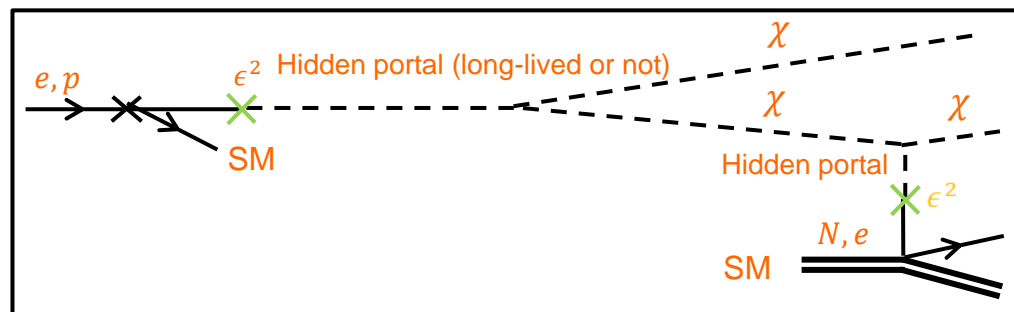 χ
e, p
ϵ²
Hidden portal (long-lived or not)
χ
χ
SM
Hidden portal
ϵ²
N, e
SM